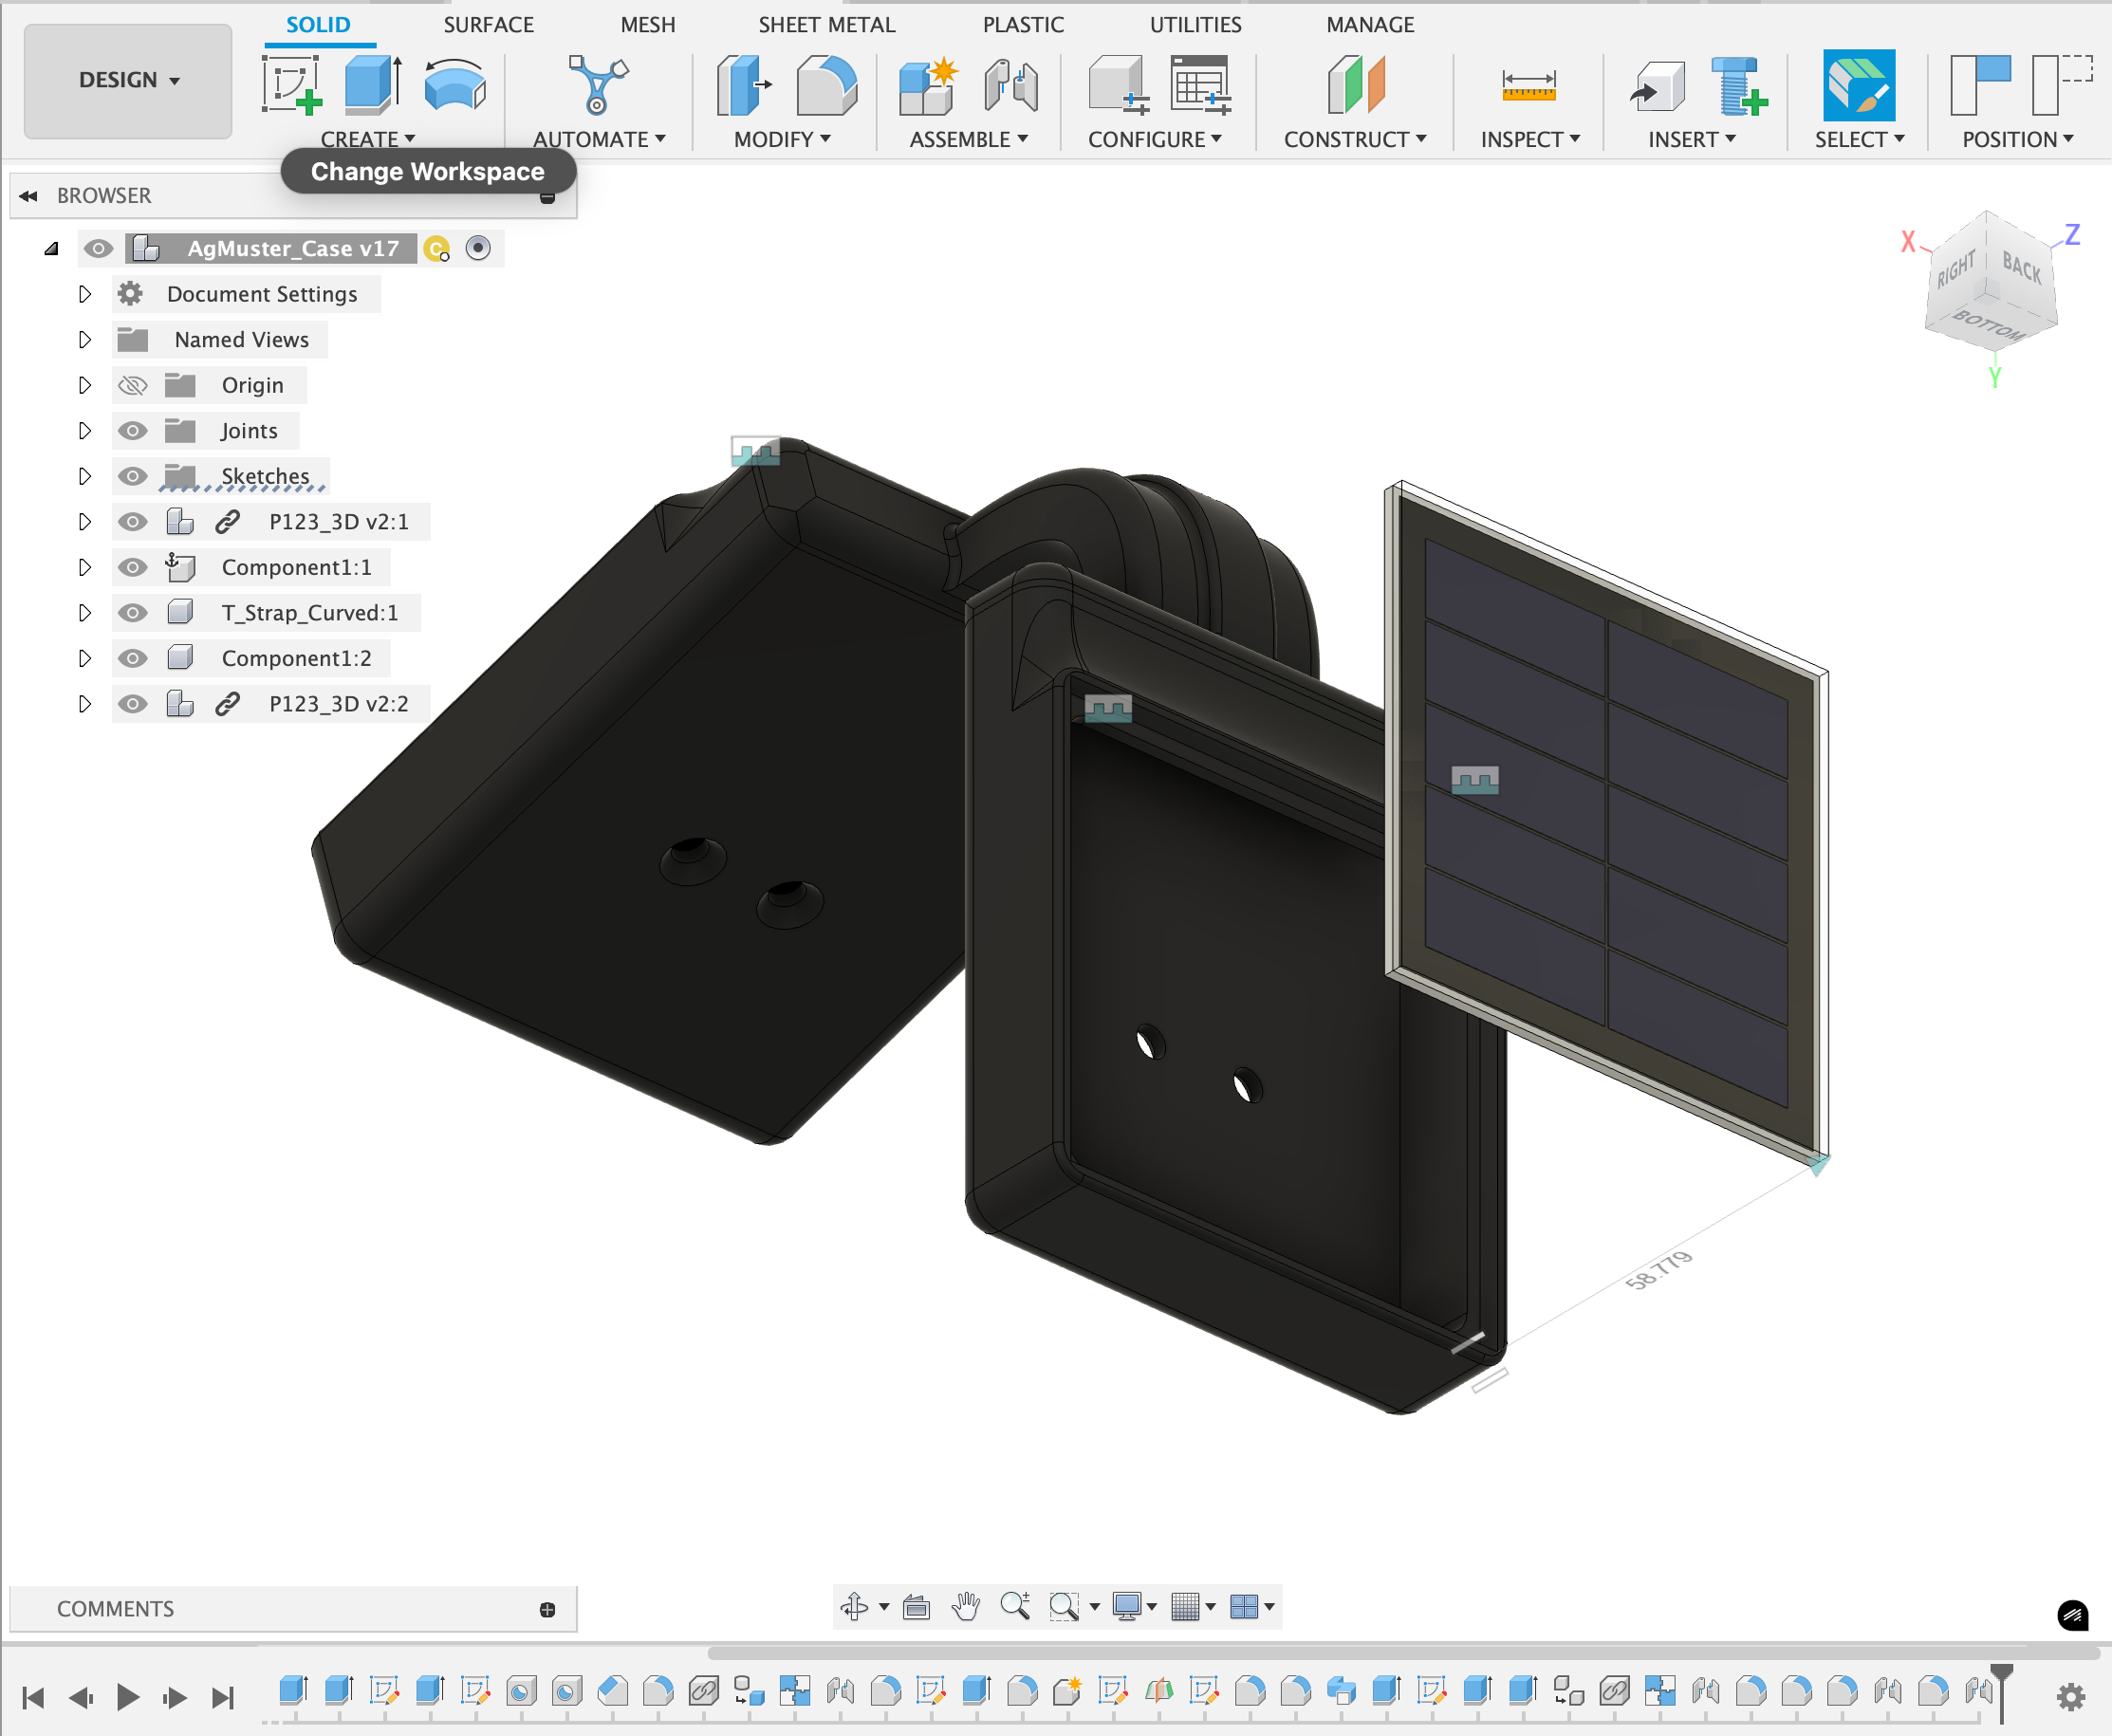 SOLID SURFACE MESH SHEET METAL PLASTIC UTILITIES MANAGE
DESIGN
CREATE AUTOMATE MODIFY ASSEMBLE CONFIGURE CONSTRUCT INSPECT INSERT SELECT POSITION
Change Workspace
BROWSER
AgMuster_Case v17 C
Document Settings
Named Views
Origin
Joints
Sketches
P123_3D v2:1
Component1:1
T_Strap_Curved:1
Component1:2
P123_3D v2:2
X Z
RIGHT BACK
BOTTOM
Y
58.779
COMMENTS